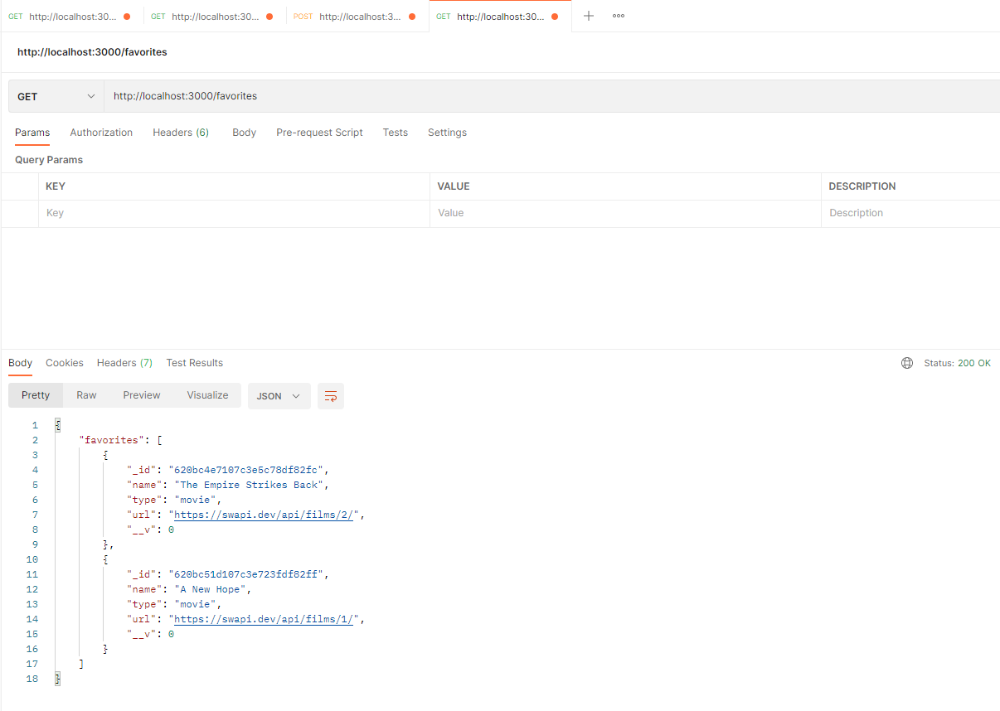 GET http://localhost:30... GET http://localhost:30... POST http://localhost:3... GET http://localhost:30...
http://localhost:3000/favorites
GET http://localhost:3000/favorites
Params Authorization Headers (6) Body Pre-request Script Tests Settings
Query Params
KEY VALUE DESCRIPTION
Key Value Description
Body Cookies Headers (7) Test Results Status: 200 OK
Pretty Raw Preview Visualize JSON
1 {
2 "favorites": [
3 {
4 "_id": "620bc4e7107c3e5c78df82fc",
5 "name": "The Empire Strikes Back",
6 "type": "movie",
7 "url": "https://swapi.dev/api/films/2/",
8 "__v": 0
9 },
10 {
11 "_id": "620bc51d107c3e723fdf82ff",
12 "name": "A New Hope",
13 "type": "movie",
14 "url": "https://swapi.dev/api/films/1/",
15 "__v": 0
16 }
17 ]
18 }